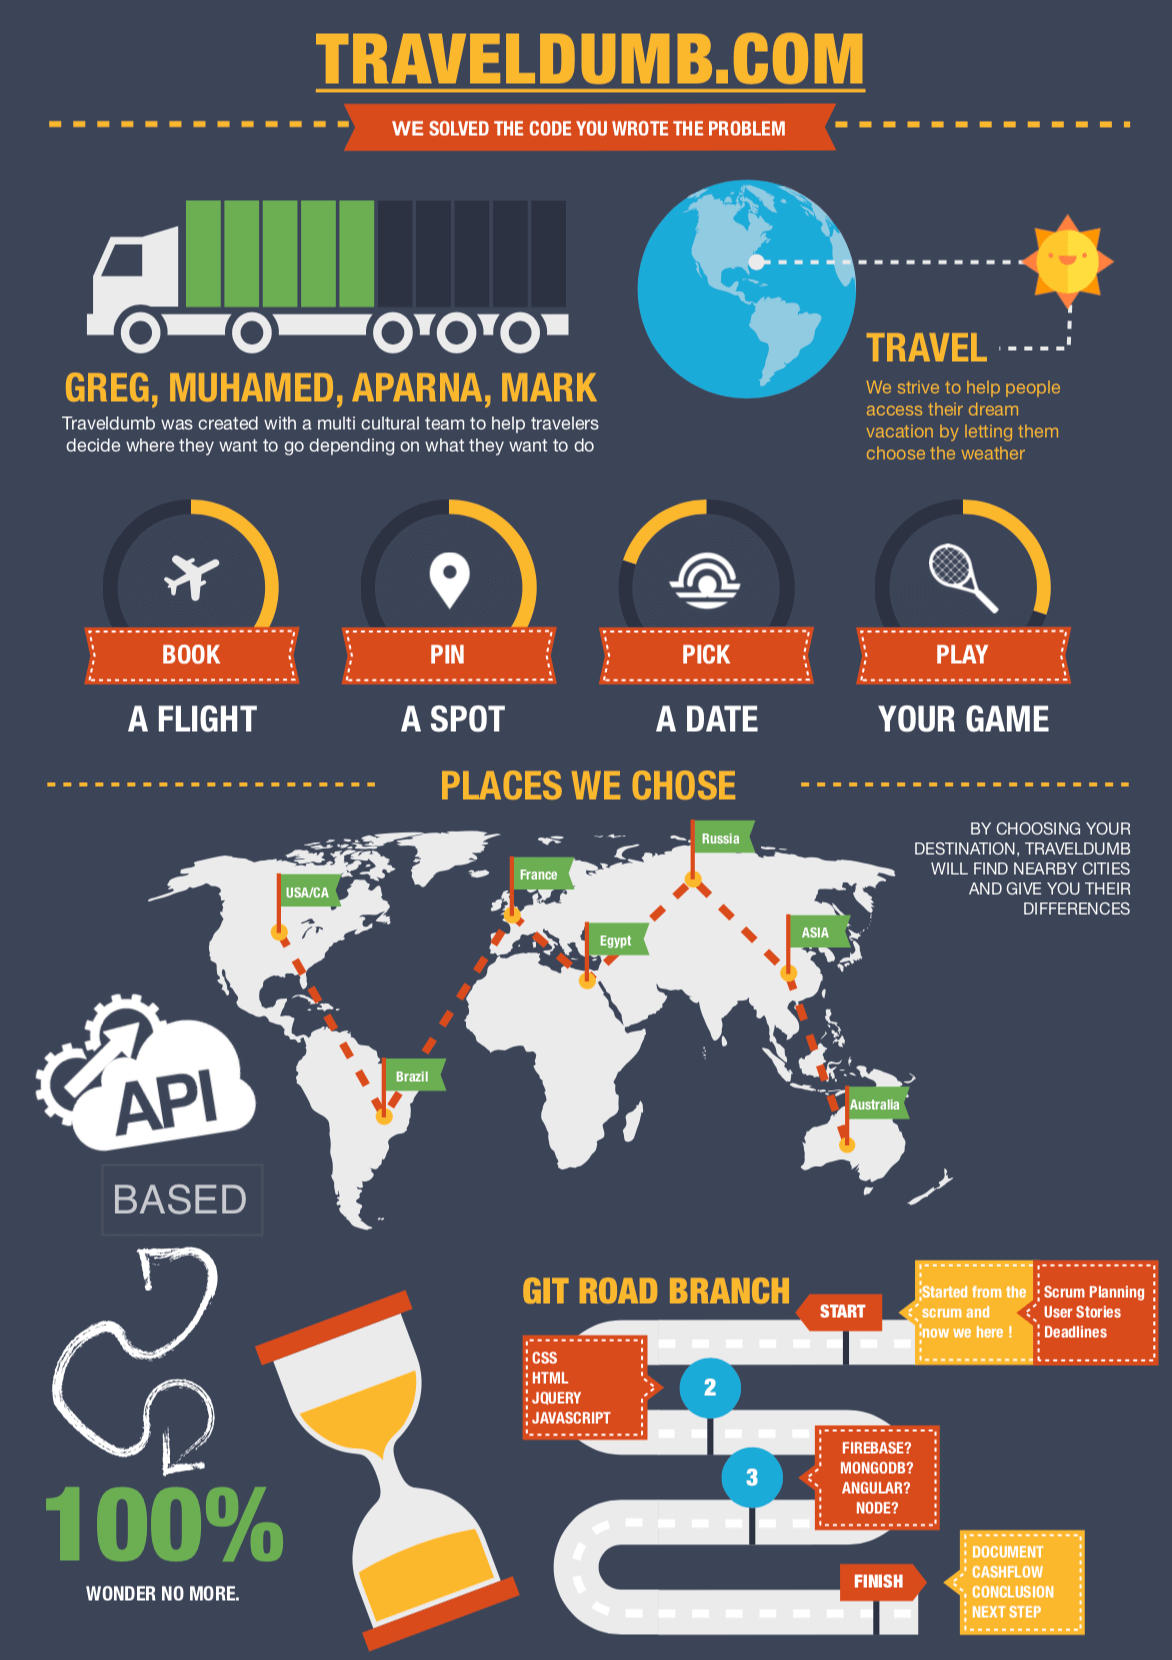 TRAVELDUMB.COM
WE SOLVED THE CODE YOU WROTE THE PROBLEM
GREG, MUHAMED, APARNA, MARK
Traveldumb was created with a multi cultural team to help travelers
decide where they want to go depending on what they want to do
TRAVEL
We strive to help people
access their dream
vacation by letting them
choose the weather
BOOK
A FLIGHT
PIN
A SPOT
PICK
A DATE
PLAY
YOUR GAME
PLACES WE CHOSE
BY CHOOSING YOUR
DESTINATION, TRAVELDUMB
WILL FIND NEARBY CITIES
AND GIVE YOU THEIR
DIFFERENCES
USA/CA
France
Russia
Egypt
ASIA
Brazil
Australia
API
BASED
100%
WONDER NO MORE.
GIT ROAD BRANCH
START
Started from the
scrum and
now we here !
Scrum Planning
User Stories
Deadlines
CSS
HTML
JQUERY
JAVASCRIPT
2
3
FIREBASE?
MONGODB?
ANGULAR?
NODE?
FINISH
DOCUMENT
CASHFLOW
CONCLUSION
NEXT STEP